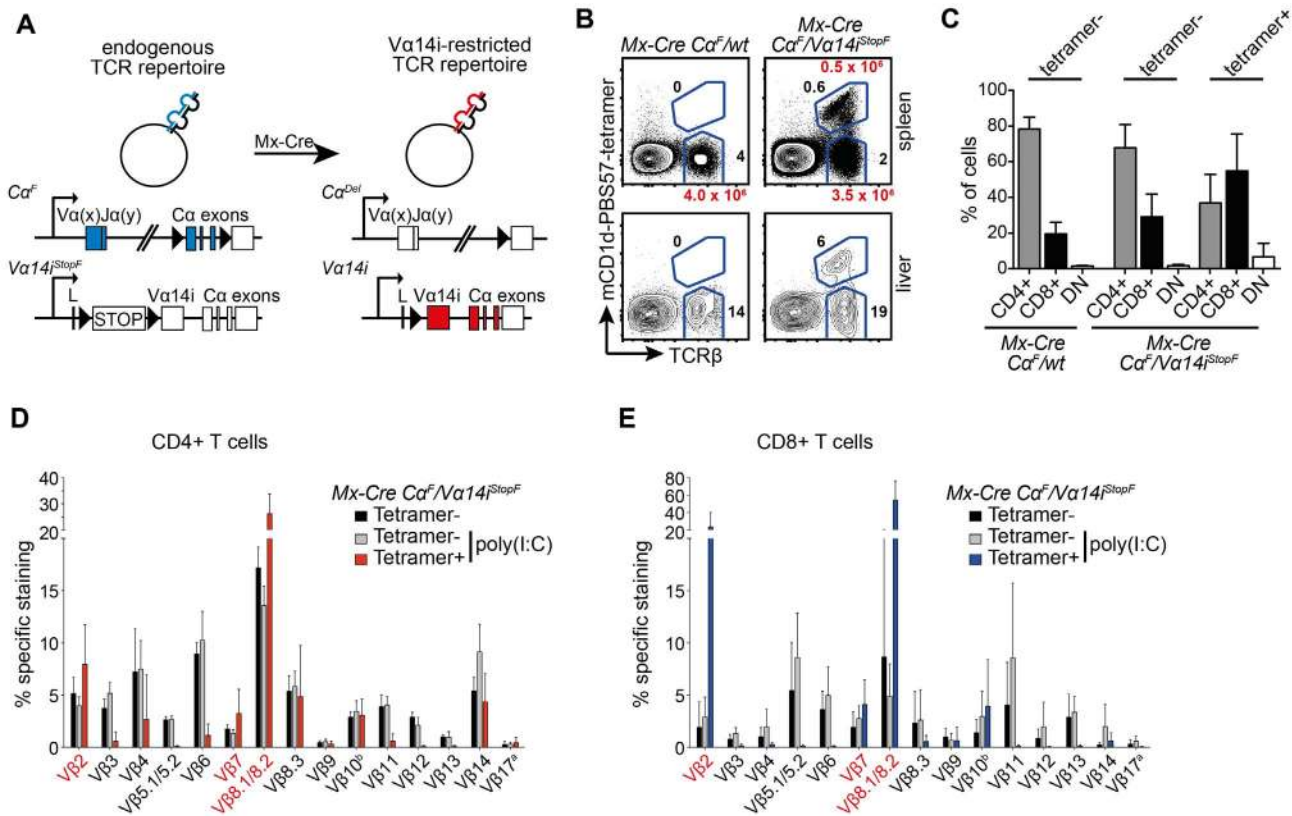 A
endogenous
TCR repertoire
Vα14i-restricted
TCR repertoire
Mx-Cre
Cα^F
Vα(x)Jα(y)
Cα exons
Cα^Del
Vα(x)Jα(y)
Cα exons
Vα14i^StopF
L
STOP
Vα14i
Cα exons
Vα14i
L
Vα14i
Cα exons
B
Mx-Cre Cα^F/wt
Mx-Cre
Cα^F/Vα14i^StopF
0.5 x 10^6
0
0.6
4
2
4.0 x 10^6
3.5 x 10^6
spleen
0
6
14
19
liver
mCD1d-PBS57-tetramer
TCRβ
C
tetramer-
tetramer-
tetramer+
% of cells
100
80
60
40
20
0
CD4+
CD8+
DN
CD4+
CD8+
DN
CD4+
CD8+
DN
Mx-Cre
Cα^F/wt
Mx-Cre
Cα^F/Vα14i^StopF
D
CD4+ T cells
Mx-Cre Cα^F/Vα14i^StopF
Tetramer-
Tetramer-
Tetramer+
poly(I:C)
% specific staining
40
30
20
15
10
5
0
Vβ2
Vβ3
Vβ4
Vβ5.1/5.2
Vβ6
Vβ7
Vβ8.1/8.2
Vβ8.3
Vβ9
Vβ10^b
Vβ11
Vβ12
Vβ13
Vβ14
Vβ17^a
E
CD8+ T cells
Mx-Cre Cα^F/Vα14i^StopF
Tetramer-
Tetramer-
Tetramer+
poly(I:C)
% specific staining
80
60
40
20
15
10
5
0
Vβ2
Vβ3
Vβ4
Vβ5.1/5.2
Vβ6
Vβ7
Vβ8.1/8.2
Vβ8.3
Vβ9
Vβ10^b
Vβ11
Vβ12
Vβ13
Vβ14
Vβ17^a